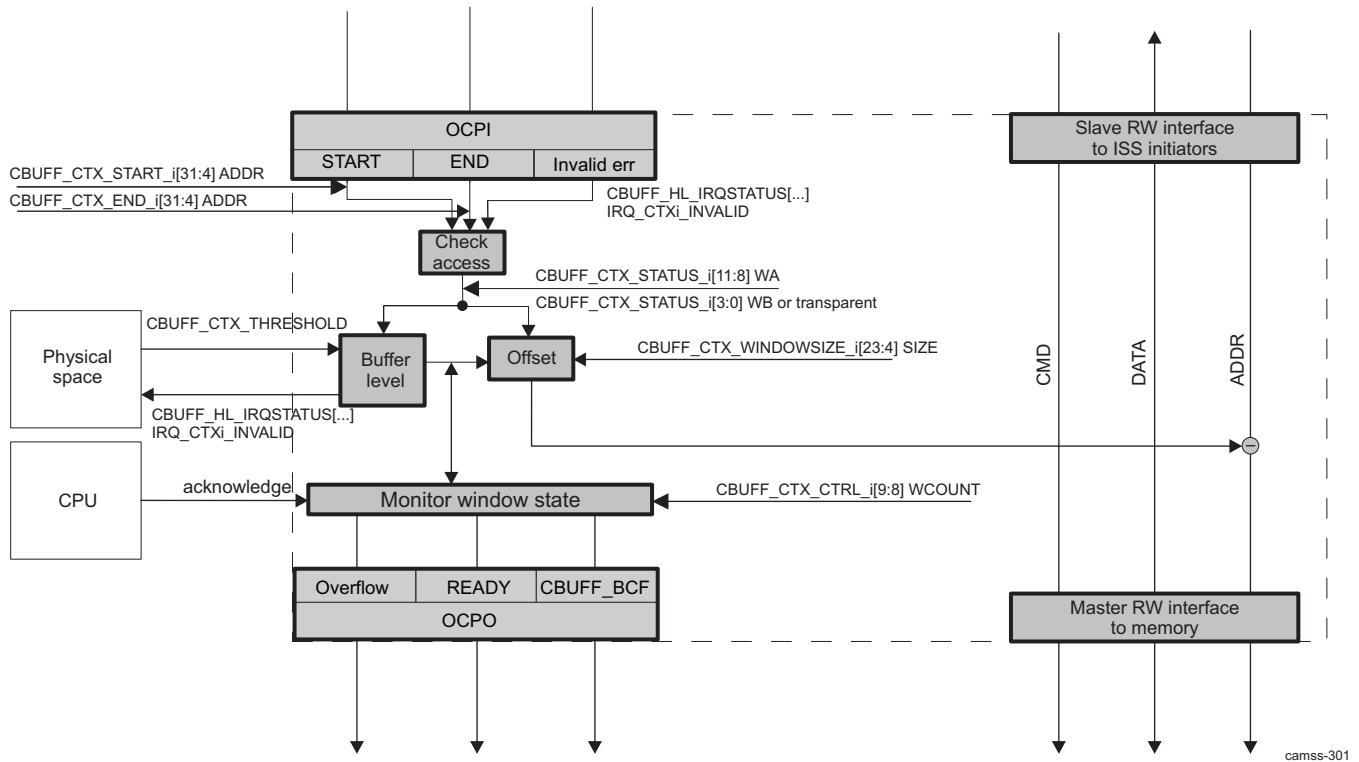 OCPI
START
END
Invalid err
Slave RW interface
to ISS initiators
CBUFF_CTX_START_i[31:4] ADDR
CBUFF_CTX_END_i[31:4] ADDR
CBUFF_HL_IRQSTATUS[...]
IRQ_CTXi_INVALID
Check
access
CBUFF_CTX_STATUS_i[11:8] WA
CBUFF_CTX_STATUS_i[3:0] WB or transparent
Physical
space
CBUFF_CTX_THRESHOLD
Buffer
level
Offset
CBUFF_CTX_WINDOWSIZE_i[23:4] SIZE
CMD
DATA
ADDR
CBUFF_HL_IRQSTATUS[...]
IRQ_CTXi_INVALID
CPU
acknowledge
Monitor window state
CBUFF_CTX_CTRL_i[9:8] WCOUNT
Overflow
READY
CBUFF_BCF
OCPO
Master RW interface
to memory
camss-301